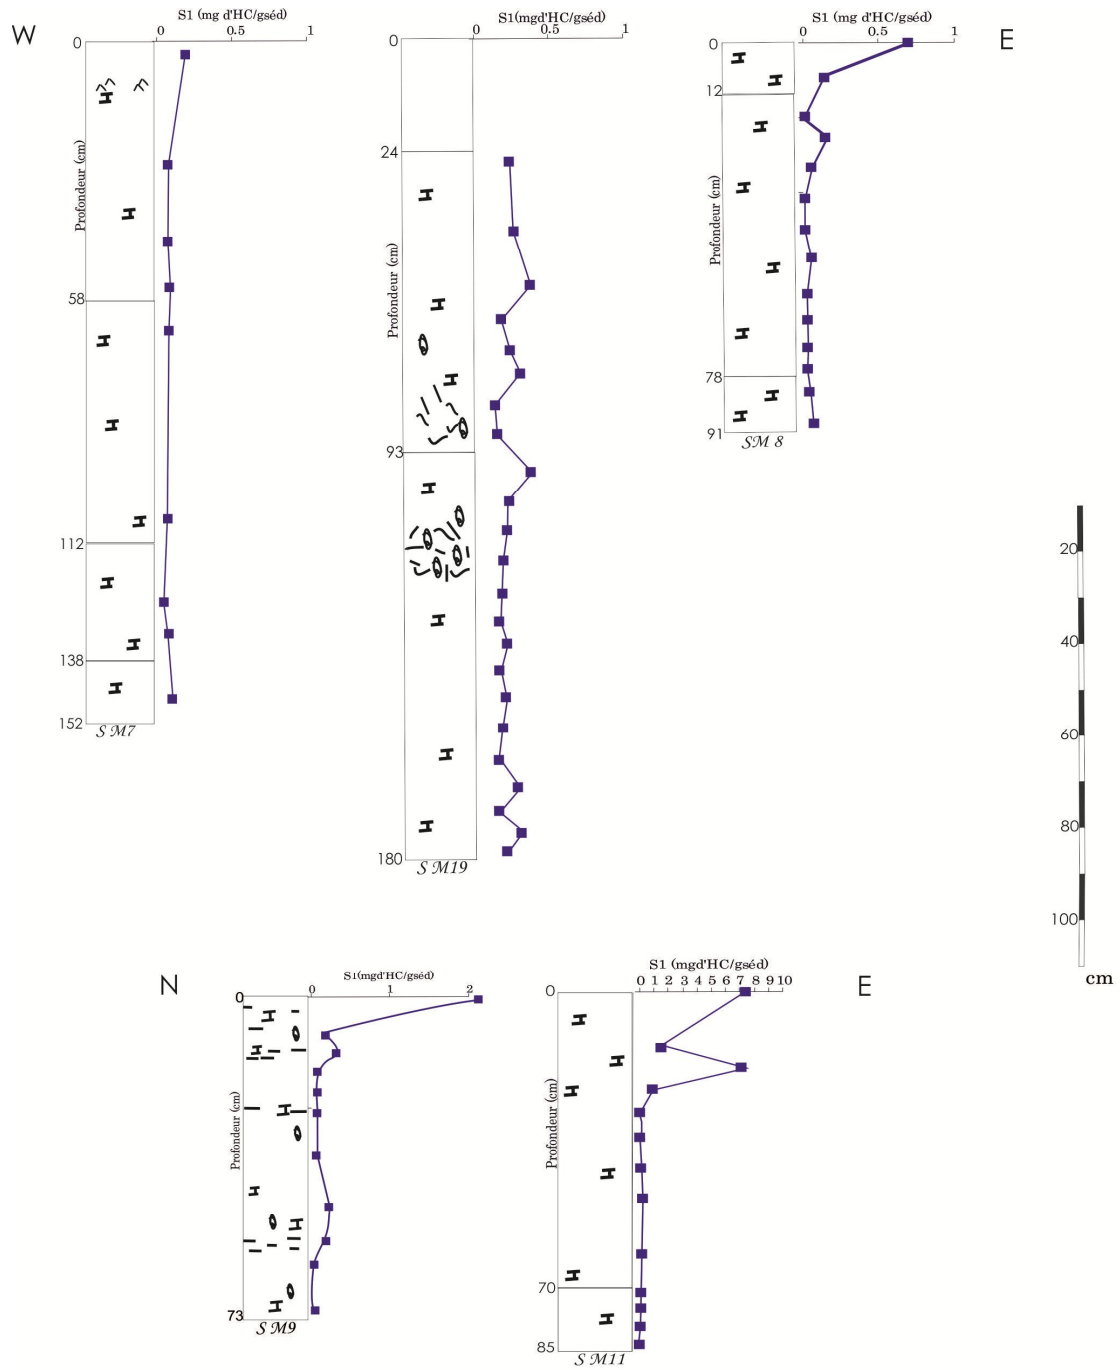 W
S1 (mg d'HC/gséd)
0 0.5 1
0
Profondeur (cm)
58
112
138
152
S M7
S1(mgd'HC/gséd)
0 0.5 1
0
24
Profondeur (cm)
93
180
S M19
S1 (mg d'HC/gséd)
0 0.5 1
E
0
12
Profondeur (cm)
78
91
SM 8
20
40
60
80
100
cm
N
S1(mgd'HC/gséd)
0 1 2
0
Profondeur (cm)
73
S M9
S1 (mgd'HC/gséd)
0 1 2 3 4 5 6 7 8 9 10
E
0
Profondeur (cm)
70
85
S M11